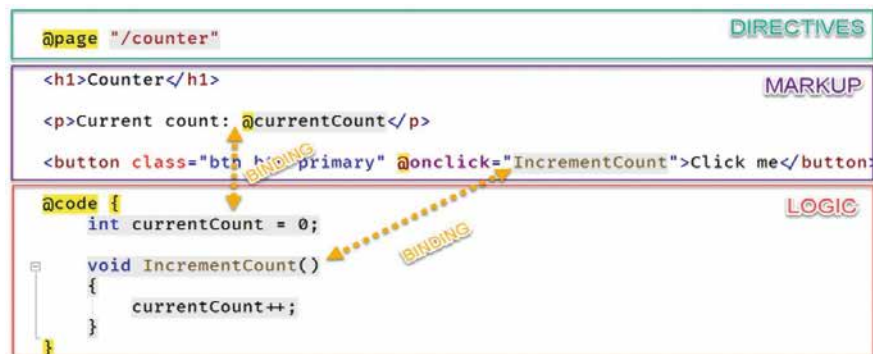 @page "/counter"
DIRECTIVES
<h1>Counter</h1>
MARKUP
<p>Current count: @currentCount</p>
<button class="btn primary" @onclick="IncrementCount">Click me</button>
BINDING
@code {
LOGIC
int currentCount = 0;
void IncrementCount()
BINDING
{
currentCount++;
}
}